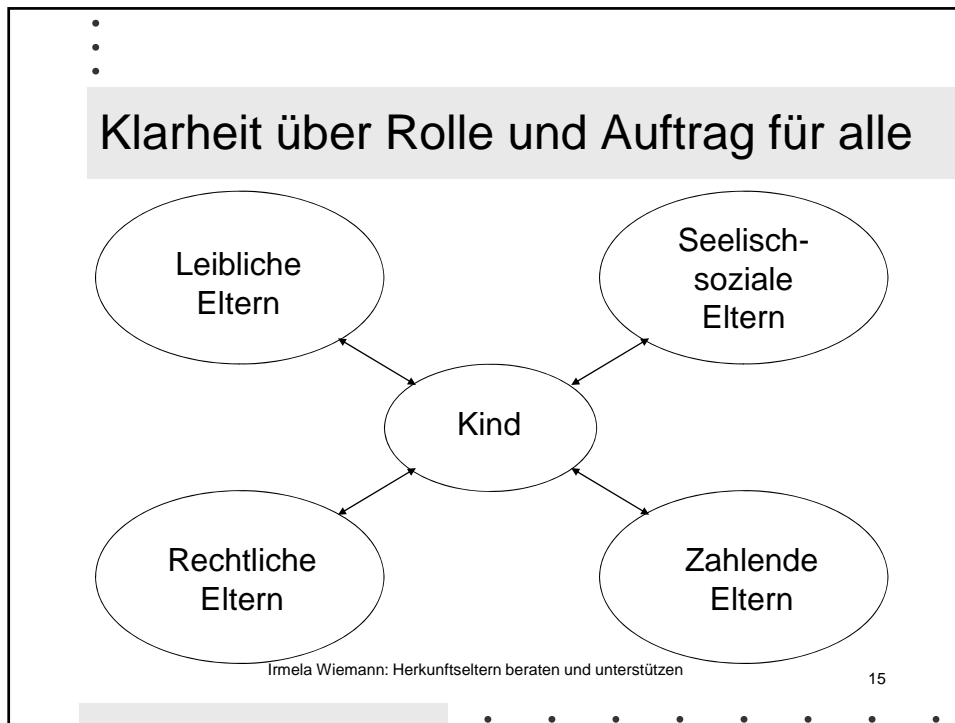 Klarheit über Rolle und Auftrag für alle
Leibliche
Eltern
Seelisch-
soziale
Eltern
Kind
Rechtliche
Eltern
Zahlende
Eltern
Irmela Wiemann: Herkunftseltern beraten und unterstützen
15